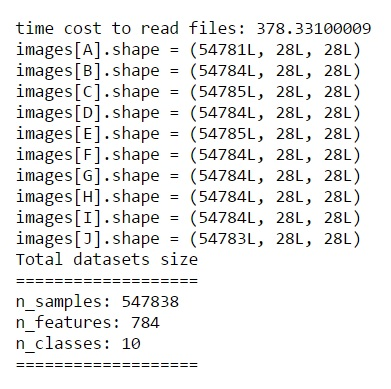 time cost to read files: 378.33100009
images[A].shape = (54781L, 28L, 28L)
images[B].shape = (54784L, 28L, 28L)
images[C].shape = (54785L, 28L, 28L)
images[D].shape = (54784L, 28L, 28L)
images[E].shape = (54785L, 28L, 28L)
images[F].shape = (54784L, 28L, 28L)
images[G].shape = (54784L, 28L, 28L)
images[H].shape = (54784L, 28L, 28L)
images[I].shape = (54784L, 28L, 28L)
images[J].shape = (54783L, 28L, 28L)
Total datasets size
===================
n_samples: 547838
n_features: 784
n_classes: 10
===================